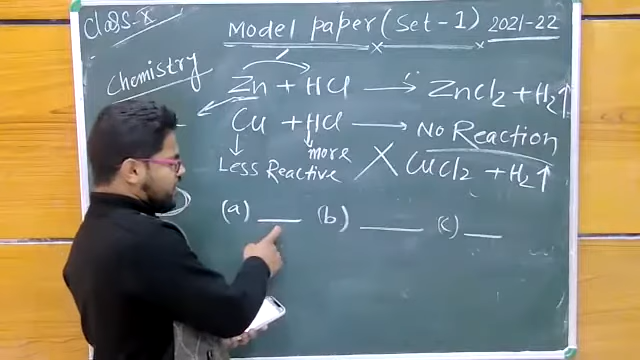 Class-X
Model paper (Set-1) 2021-22
Chemistry
Zn + HCl → ZnCl2 + H2↑
Cu + HCl → No Reaction
Less Reactive more CuCl2 + H2↑
(a) ___ (b) ___ (c) ___